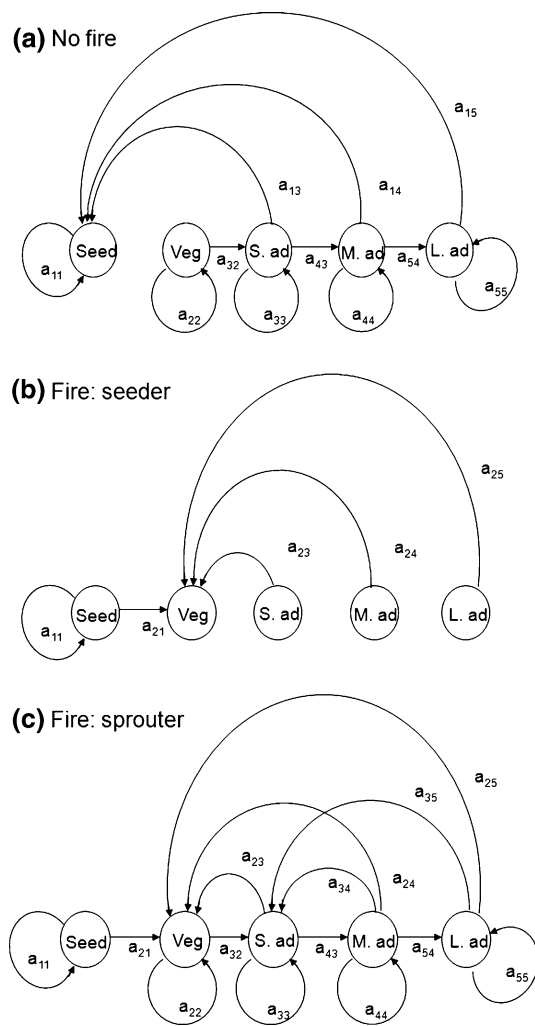 (a) No fire
a15
a13
a14
Seed
Veg
S. ad
M. ad
L. ad
a11
a32
a43
a54
a22
a33
a44
a55
(b) Fire: seeder
a25
a23
a24
Seed
Veg
S. ad
M. ad
L. ad
a11
a21
(c) Fire: sprouter
a25
a35
a23
a34
a24
Seed
Veg
S. ad
M. ad
L. ad
a11
a21
a32
a43
a54
a22
a33
a44
a55